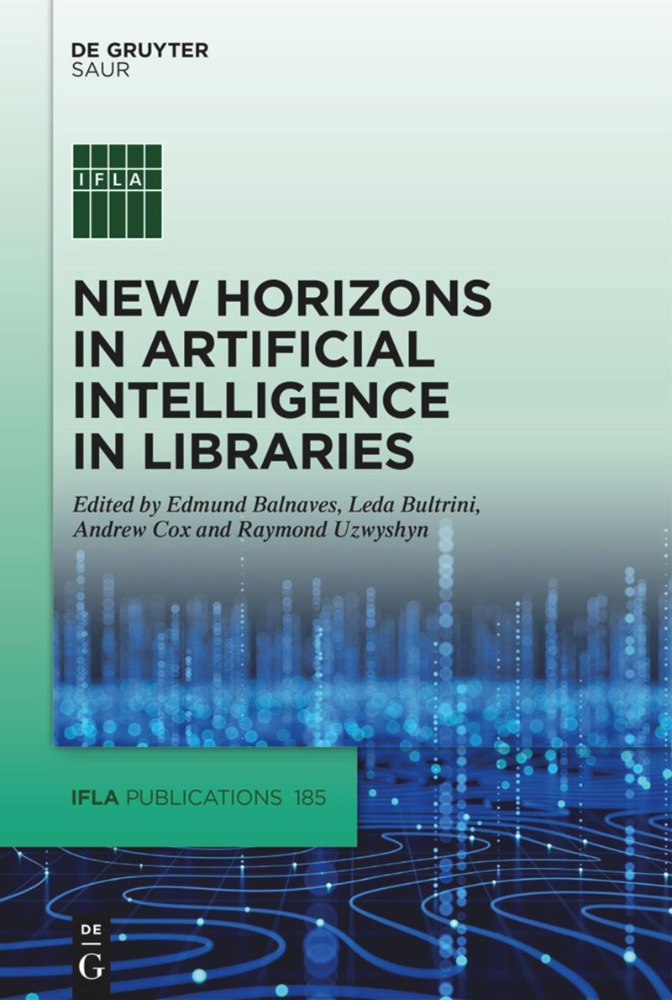 DE GRUYTER
SAUR
IFLA
NEW HORIZONS
IN ARTIFICIAL
INTELLIGENCE
IN LIBRARIES
Edited by Edmund Balnaves, Leda Bultrini,
Andrew Cox and Raymond Uzwyshyn
IFLA PUBLICATIONS 185
DE
G